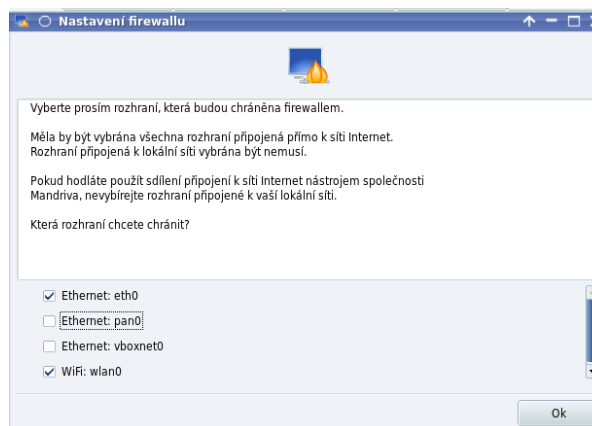 Nastavení firewallu
Vyberte prosím rozhraní, která budou chráněna firewallem.
Měla by být vybrána všechna rozhraní připojená přímo k síti Internet.
Rozhraní připojená k lokální síti vybrána být nemusí.
Pokud hodláte použít sdílení připojení k síti Internet nástrojem společnosti
Mandriva, nevybírejte rozhraní připojené k vaší lokální síti.
Která rozhraní chcete chránit?
Ethernet: eth0
Ethernet: pan0
Ethernet: vboxnet0
WiFi: wlan0
Ok